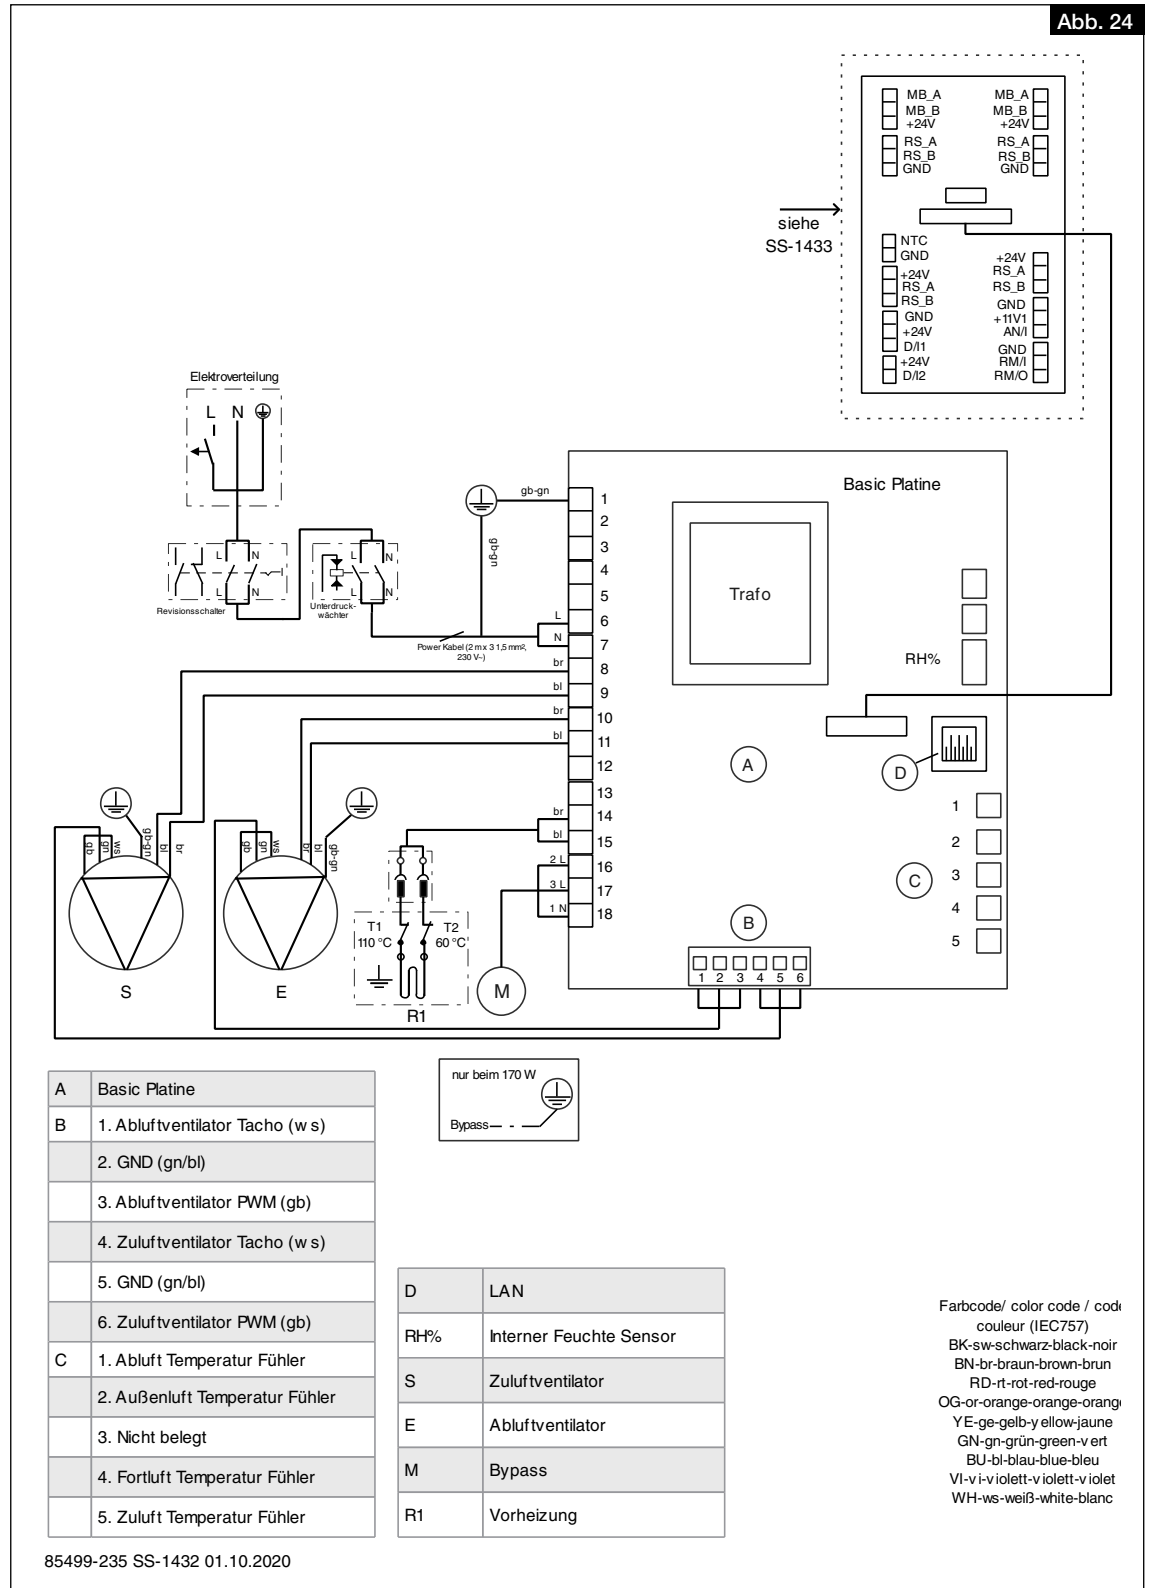 Abb. 24
MB_A
MB_B
+24V
RS_A
RS_B
GND
MB_A
MB_B
+24V
RS_A
RS_B
GND
siehe
SS-1433
NTC
GND
+24V
RS_A
RS_B
GND
+24V
D/I1
+24V
D/I2
+24V
RS_A
RS_B
GND
+11V1
AN/I
GND
RM/I
RM/O
Elektroverteilung
L N
L N
L N
Revisionsschalter
L N
L N
Unterdruck-
wächter
gb-gn
gb-gn
L
N
Power Kabel (2 m x 3 1,5 mm²,
230 V~)
br
bl
br
bl
br
bl
2 L
3 L
1 N
1
2
3
4
5
6
7
8
9
10
11
12
13
14
15
16
17
18
Basic Platine
Trafo
RH%
A
D
C
1
2
3
4
5
B
1 2 3 4 5 6
gb
gn
ws
gb-gn
bl
br
S
gb
gn
ws
br
bl
gb-gn
E
T1
110 °C
T2
60 °C
R1
M
nur beim 170 W
Bypass
A Basic Platine
B 1. Abluftventilator Tacho (w s)
2. GND (gn/bl)
3. Abluftventilator PWM (gb)
4. Zuluftventilator Tacho (w s)
5. GND (gn/bl)
6. Zuluftventilator PWM (gb)
C 1. Abluft Temperatur Fühler
2. Außenluft Temperatur Fühler
3. Nicht belegt
4. Fortluft Temperatur Fühler
5. Zuluft Temperatur Fühler
D LAN
RH% Interner Feuchte Sensor
S Zuluftventilator
E Abluftventilator
M Bypass
R1 Vorheizung
Farbcode/ color code / code
couleur (IEC757)
BK-sw-schwarz-black-noir
BN-br-braun-brown-brun
RD-rt-rot-red-rouge
OG-or-orange-orange-orange
YE-ge-gelb-y ellow-jaune
GN-gn-grün-green-v ert
BU-bl-blau-blue-bleu
VI-v i-v iolett-v iolett-v iolet
WH-ws-weiß-white-blanc
85499-235 SS-1432 01.10.2020